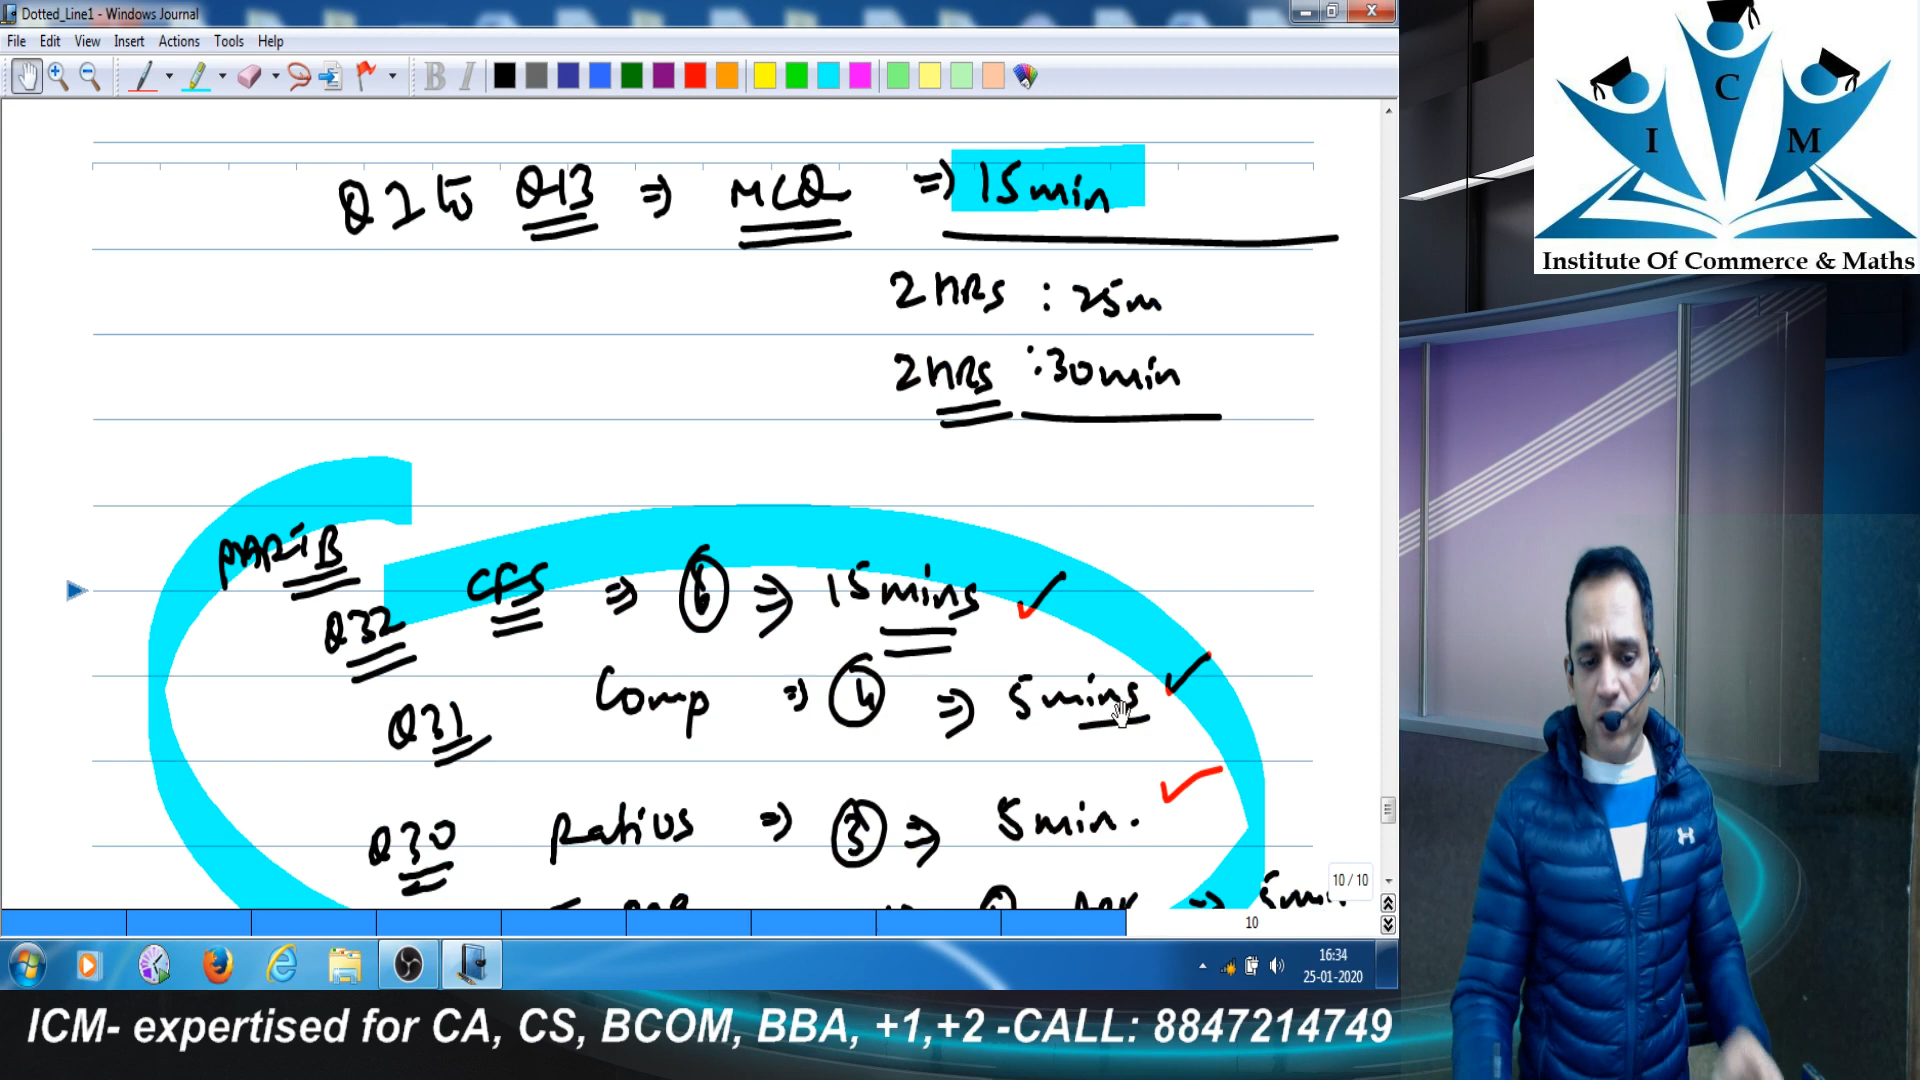 Dotted_Line1 - Windows Journal
File Edit View Insert Actions Tools Help
B I
Q 1 to Q13 ⇒ MCQ ⇒ 15 min
2 HRS : 25m
2 HRS : 30 min
PART B
Q32 CFS ⇒ 6 ⇒ 15 mins ✓
Q31 Comp ⇒ 4 ⇒ 5 mins ✓
Q30 Ratios ⇒ 3 ⇒ 5 min. ✓
10 / 10
10
16:34
25-01-2020
I C M
Institute Of Commerce & Maths
ICM- expertised for CA, CS, BCOM, BBA, +1,+2 -CALL: 8847214749